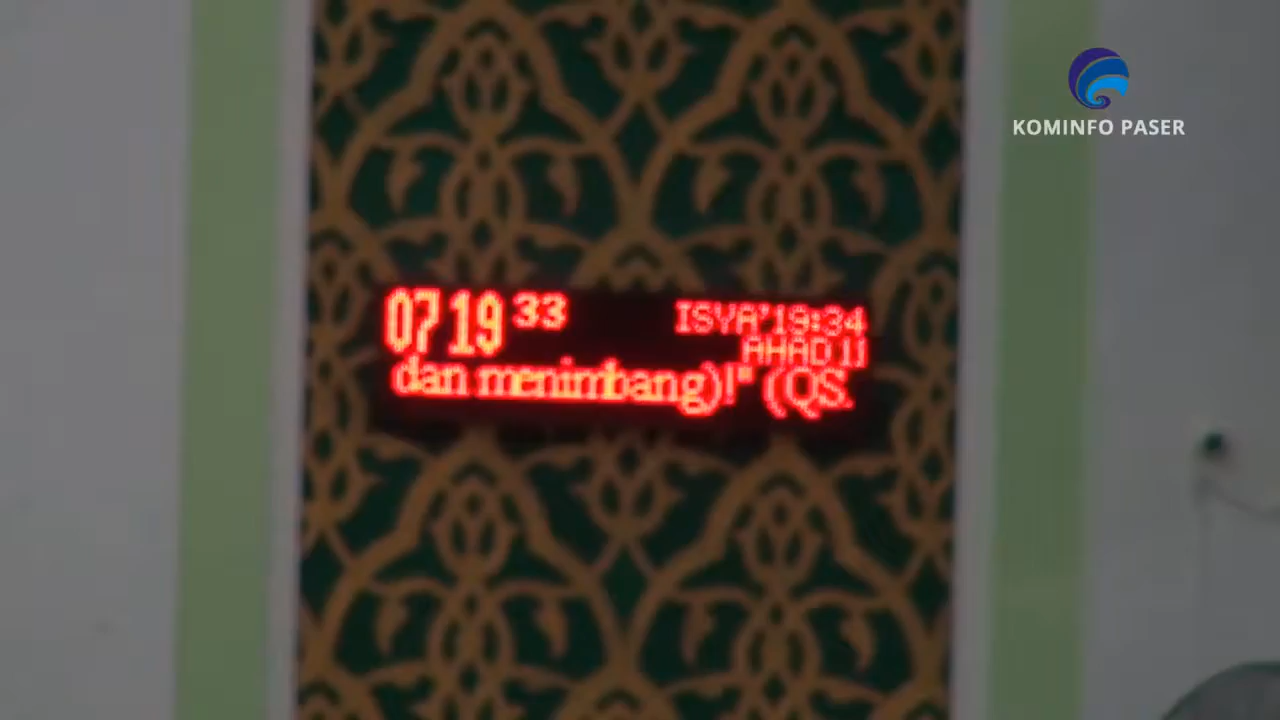 KOMINFO PASER
07 19 33
ISYA' 19:34
AHAD 11
dan menimbang)!" (QS.